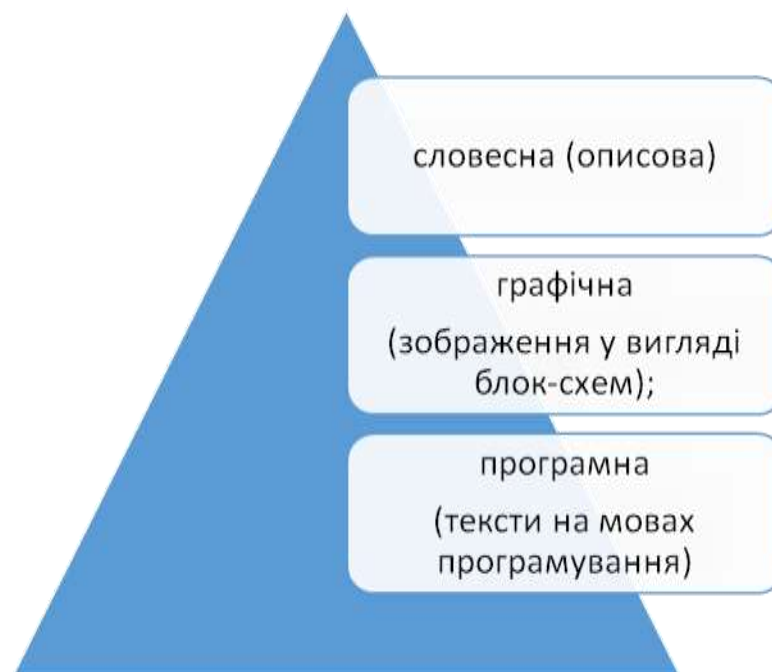 словесна (описова)
графічна
(зображення у вигляді
блок-схем);
програмна
(тексти на мовах
програмування)